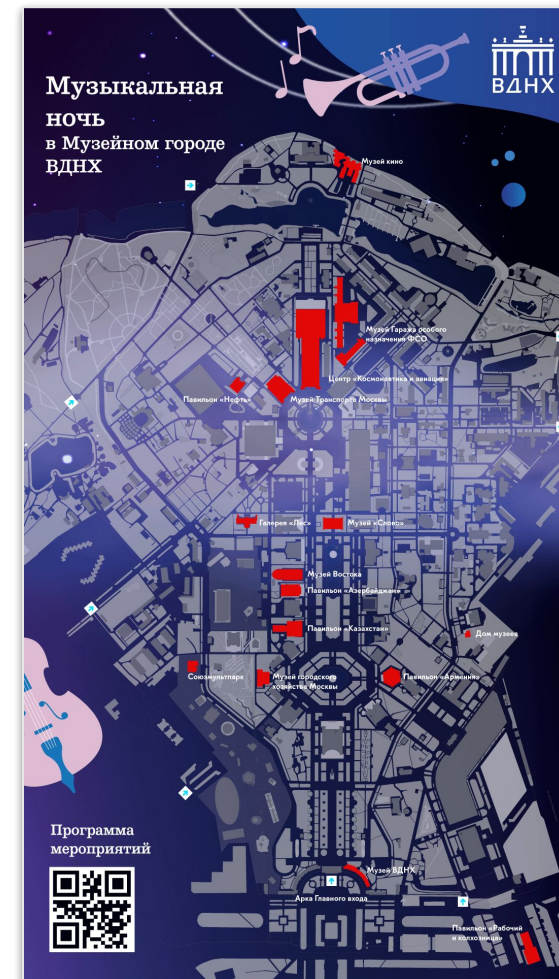 Музыкальная
ночь
в Музейном городе
ВДНХ
ВДНХ
Музей кино
Музей Гаража особого
назначения ФСО
Центр «Космонавтика и авиация»
Павильон «Нефть»
Музей Транспорта Москвы
Галерея «Лес»
Музей «Слово»
Музей Востока
Павильон «Азербайджан»
Павильон «Казахстан»
Дом музеев
Союзмультпарк
Музей городского
хозяйства Москвы
Павильон «Армения»
Программа
мероприятий
Музей ВДНХ
Арка Главного входа
Павильон «Рабочий
и колхозница»